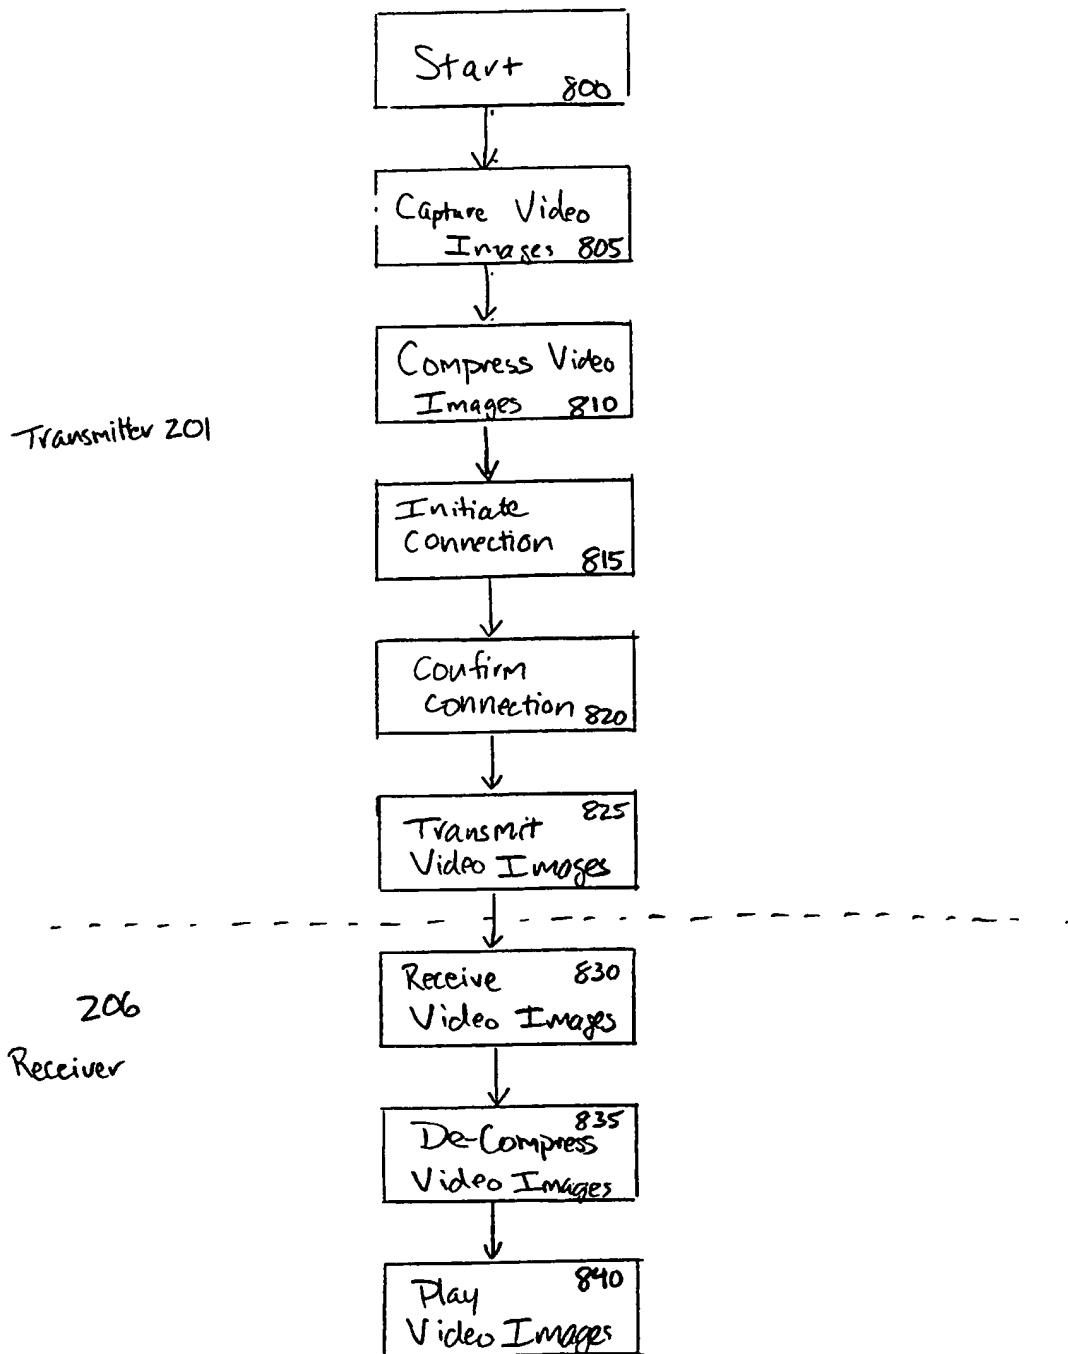 Start
800
Capture Video
Images 805
Compress Video
Images 810
Transmitter 201
Initiate
Connection
815
Confirm
Connection 820
825
Transmit
Video Images
Receive 830
Video Images
206
Receiver
835
De-Compress
Video Images
Play 840
Video Images